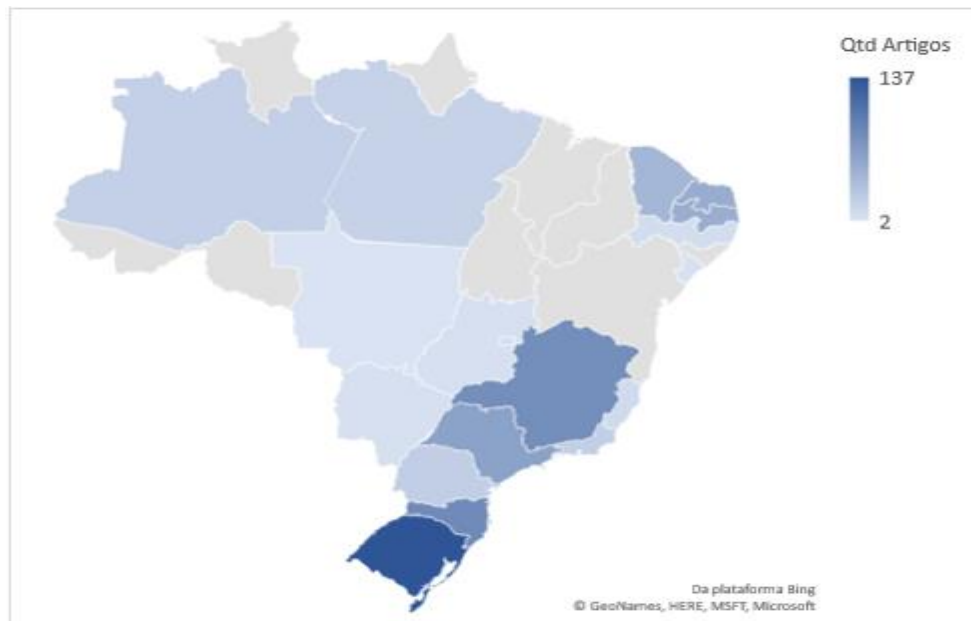 Qtd Artigos
137
2
Da plataforma Bing
© GeoNames, HERE, MSFT, Microsoft